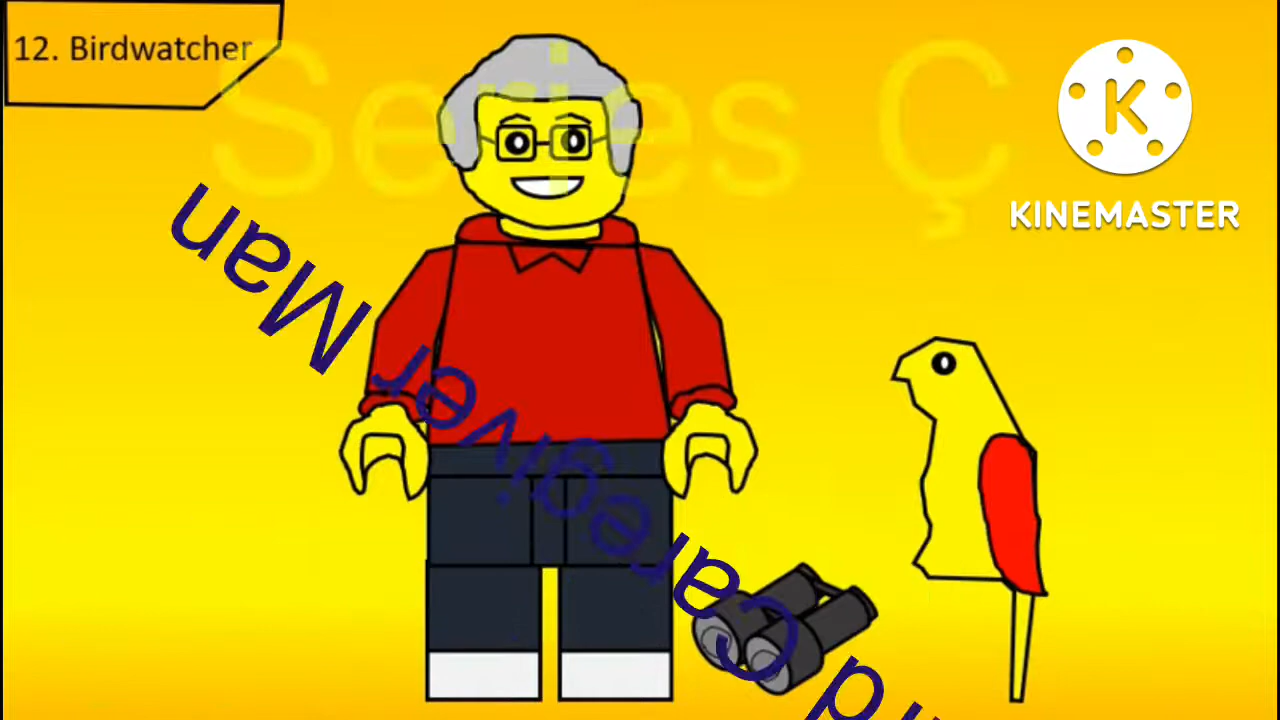 12. Birdwatcher
Series Ç
K
KINEMASTER
Caregiver Man